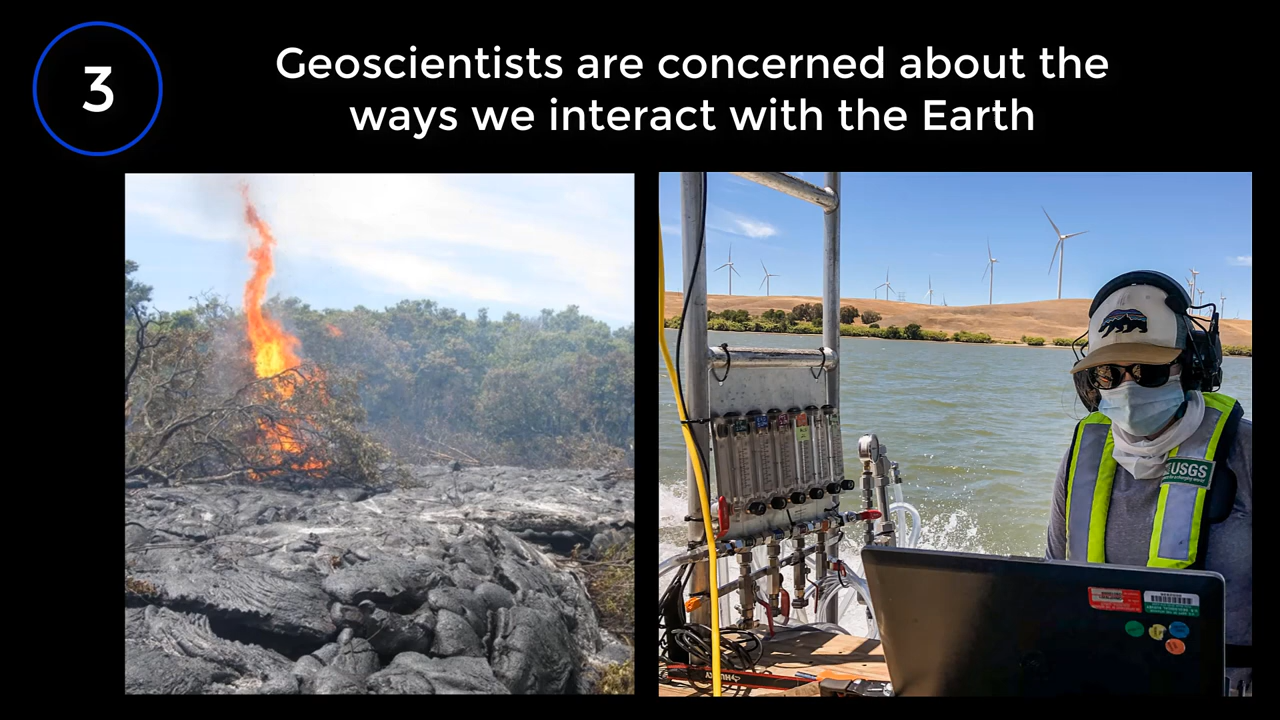 3
Geoscientists are concerned about the
ways we interact with the Earth
USGS